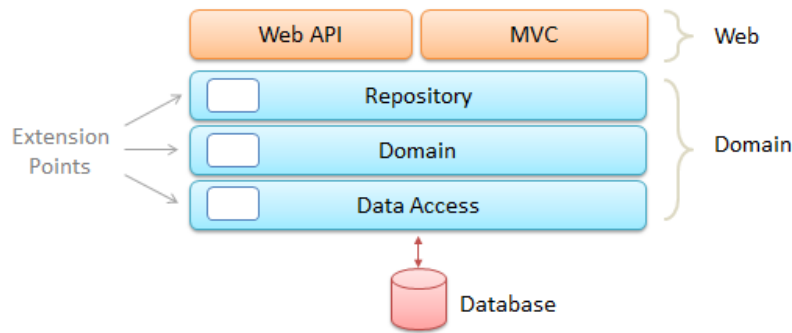 Web API
MVC
Web
Repository
Extension
Points
Domain
Domain
Data Access
Database